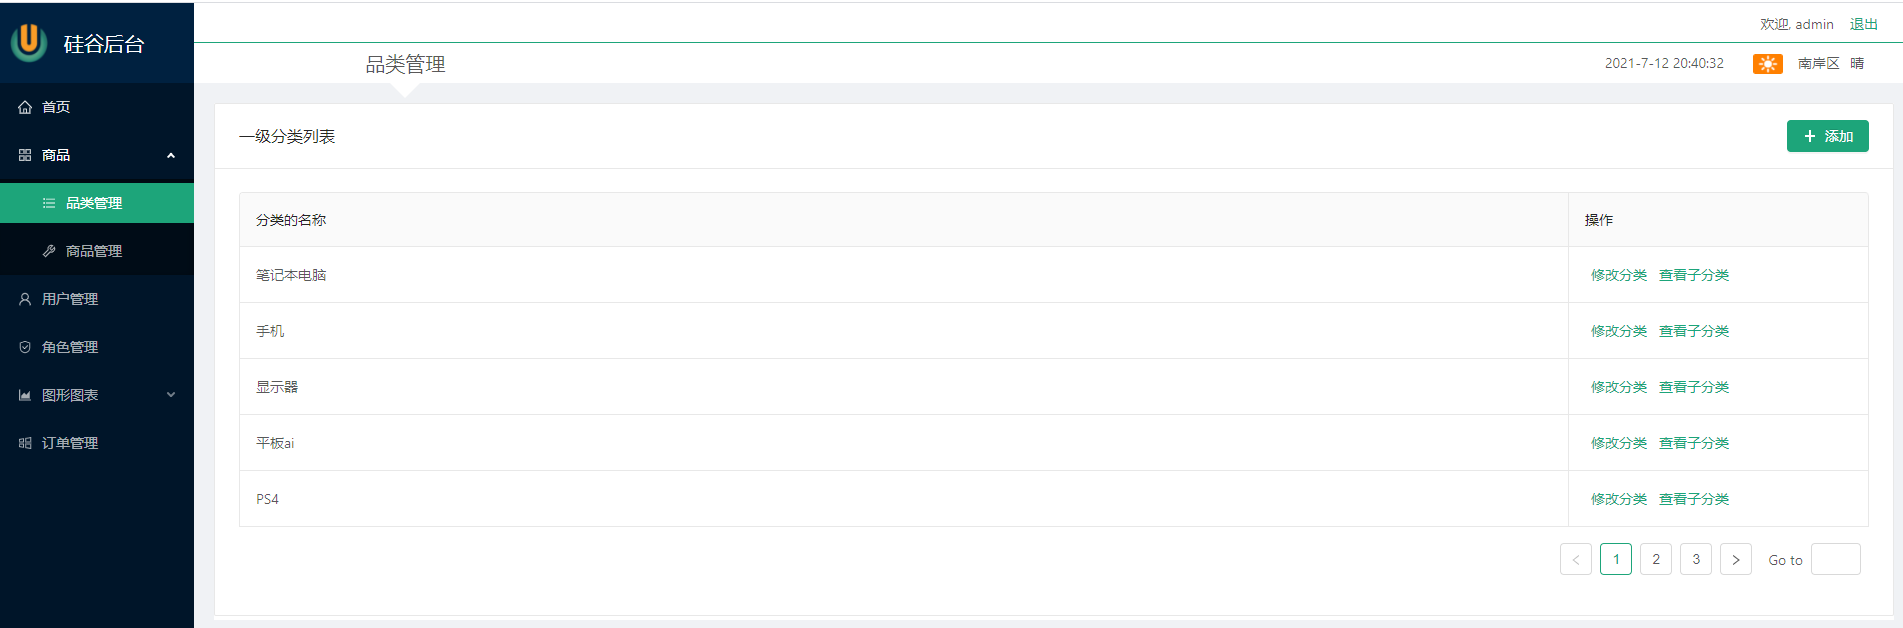 硅谷后台
首页
商品
品类管理
商品管理
用户管理
角色管理
图形图表
订单管理
欢迎, admin 退出
品类管理
2021-7-12 20:40:32 南岸区 晴
一级分类列表
+ 添加
分类的名称 操作
笔记本电脑 修改分类 查看子分类
手机 修改分类 查看子分类
显示器 修改分类 查看子分类
平板ai 修改分类 查看子分类
PS4 修改分类 查看子分类
< 1 2 3 > Go to